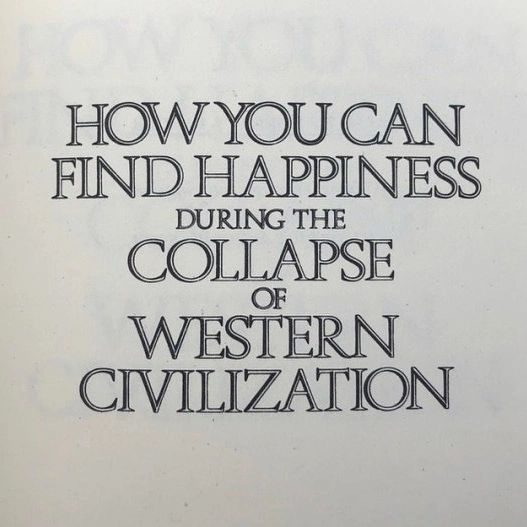 HOW YOU CAN
FIND HAPPINESS
DURING THE
COLLAPSE
OF
WESTERN
CIVILIZATION